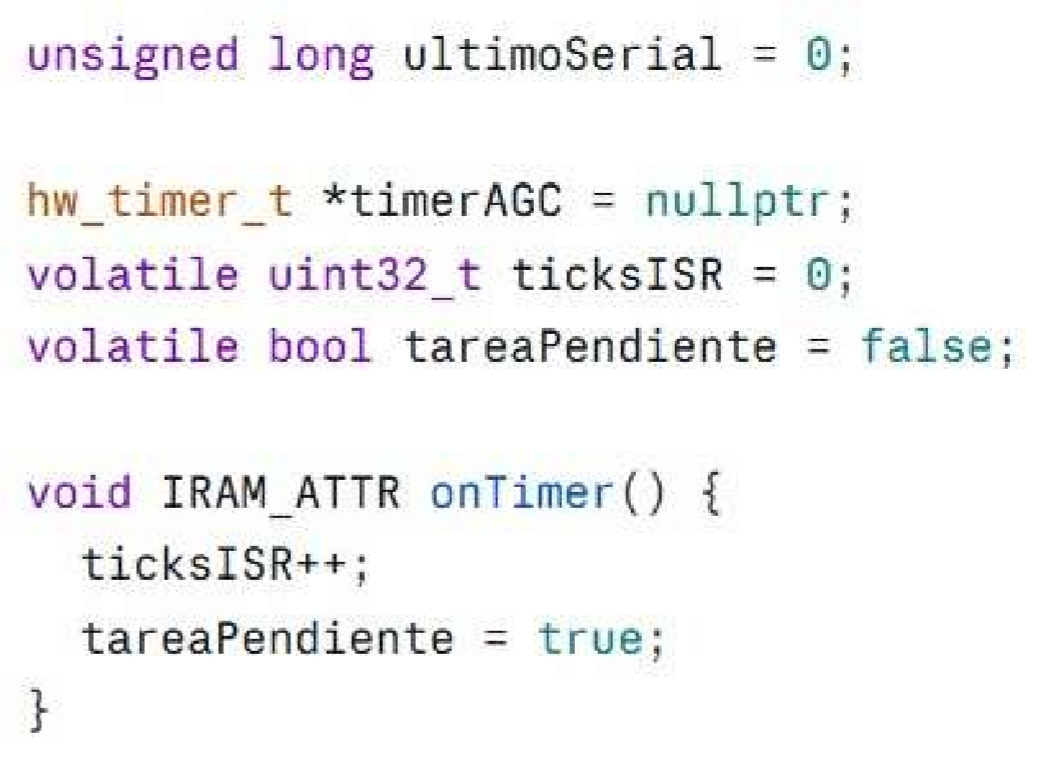 unsigned long ultimoSerial = 0;
hw_timer_t *timerAGC = nullptr;
volatile uint32_t ticksISR = 0;
volatile bool tareaPendiente = false;
void IRAM_ATTR onTimer() {
  ticksISR++;
  tareaPendiente = true;
}